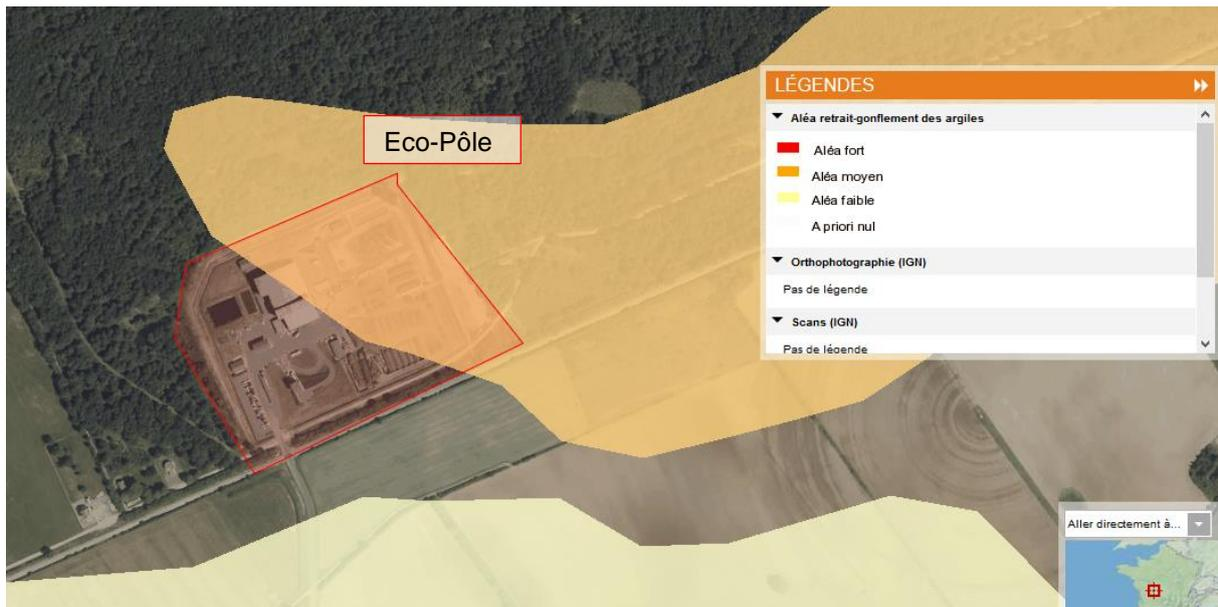 Eco-Pôle
LÉGENDES
Aléa retrait-gonflement des argiles
Aléa fort
Aléa moyen
Aléa faible
A priori nul
Orthophotographie (IGN)
Pas de légende
Scans (IGN)
Pas de légende
Aller directement à...